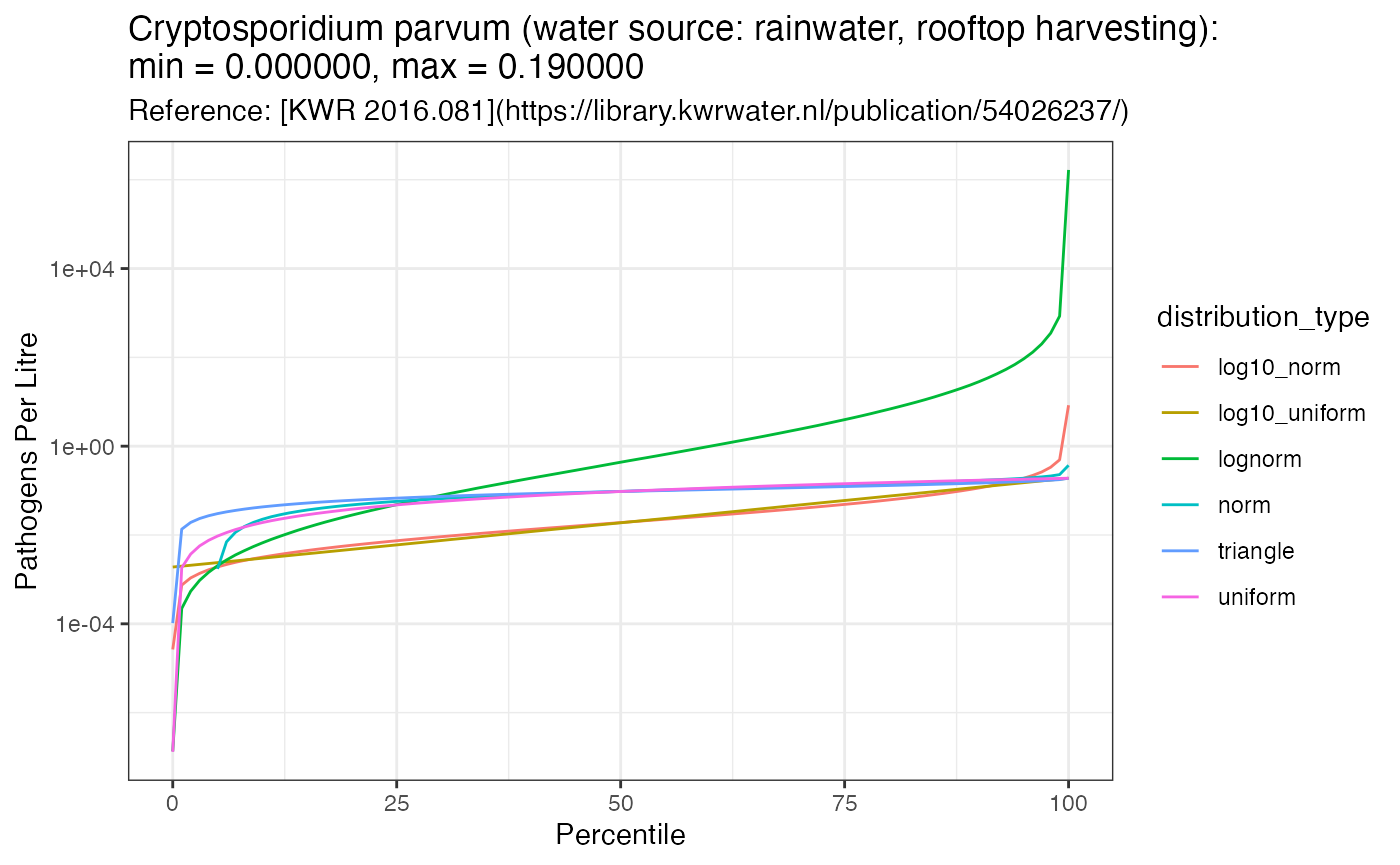 Cryptosporidium parvum (water source: rainwater, rooftop harvesting):
min = 0.000000, max = 0.190000
Reference: [KWR 2016.081](https://library.kwrwater.nl/publication/54026237/)
Pathogens Per Litre
1e+04
1e+00
1e-04
0
25
50
75
100
Percentile
distribution_type
log10_norm
log10_uniform
lognorm
norm
triangle
uniform